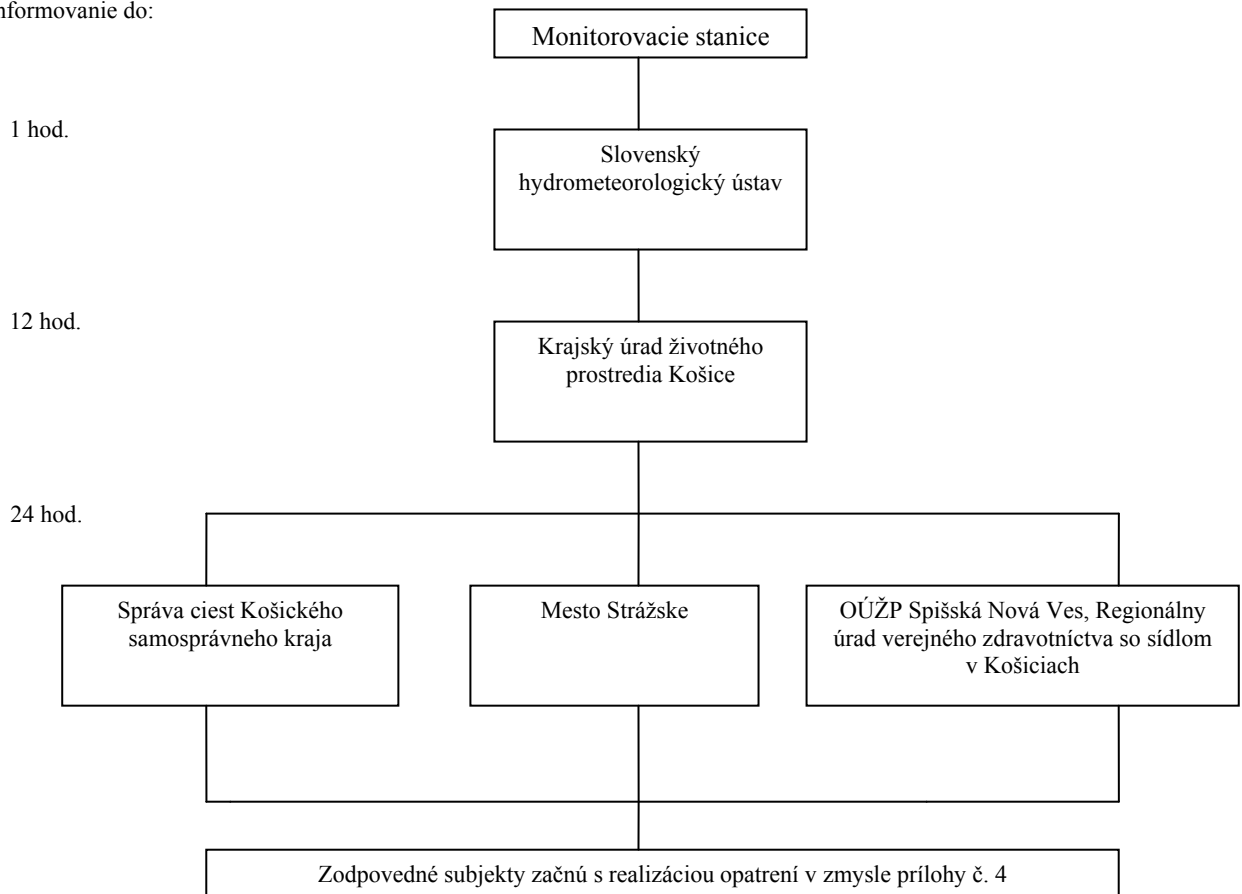 nformovanie do:
Monitorovacie stanice
1 hod.
Slovenský
hydrometeorologický ústav
12 hod.
Krajský úrad životného
prostredia Košice
24 hod.
Správa ciest Košického
samosprávneho kraja
Mesto Strážske
OÚŽP Spišská Nová Ves, Regionálny
úrad verejného zdravotníctva so sídlom
v Košiciach
Zodpovedné subjekty začnú s realizáciou opatrení v zmysle prílohy č. 4